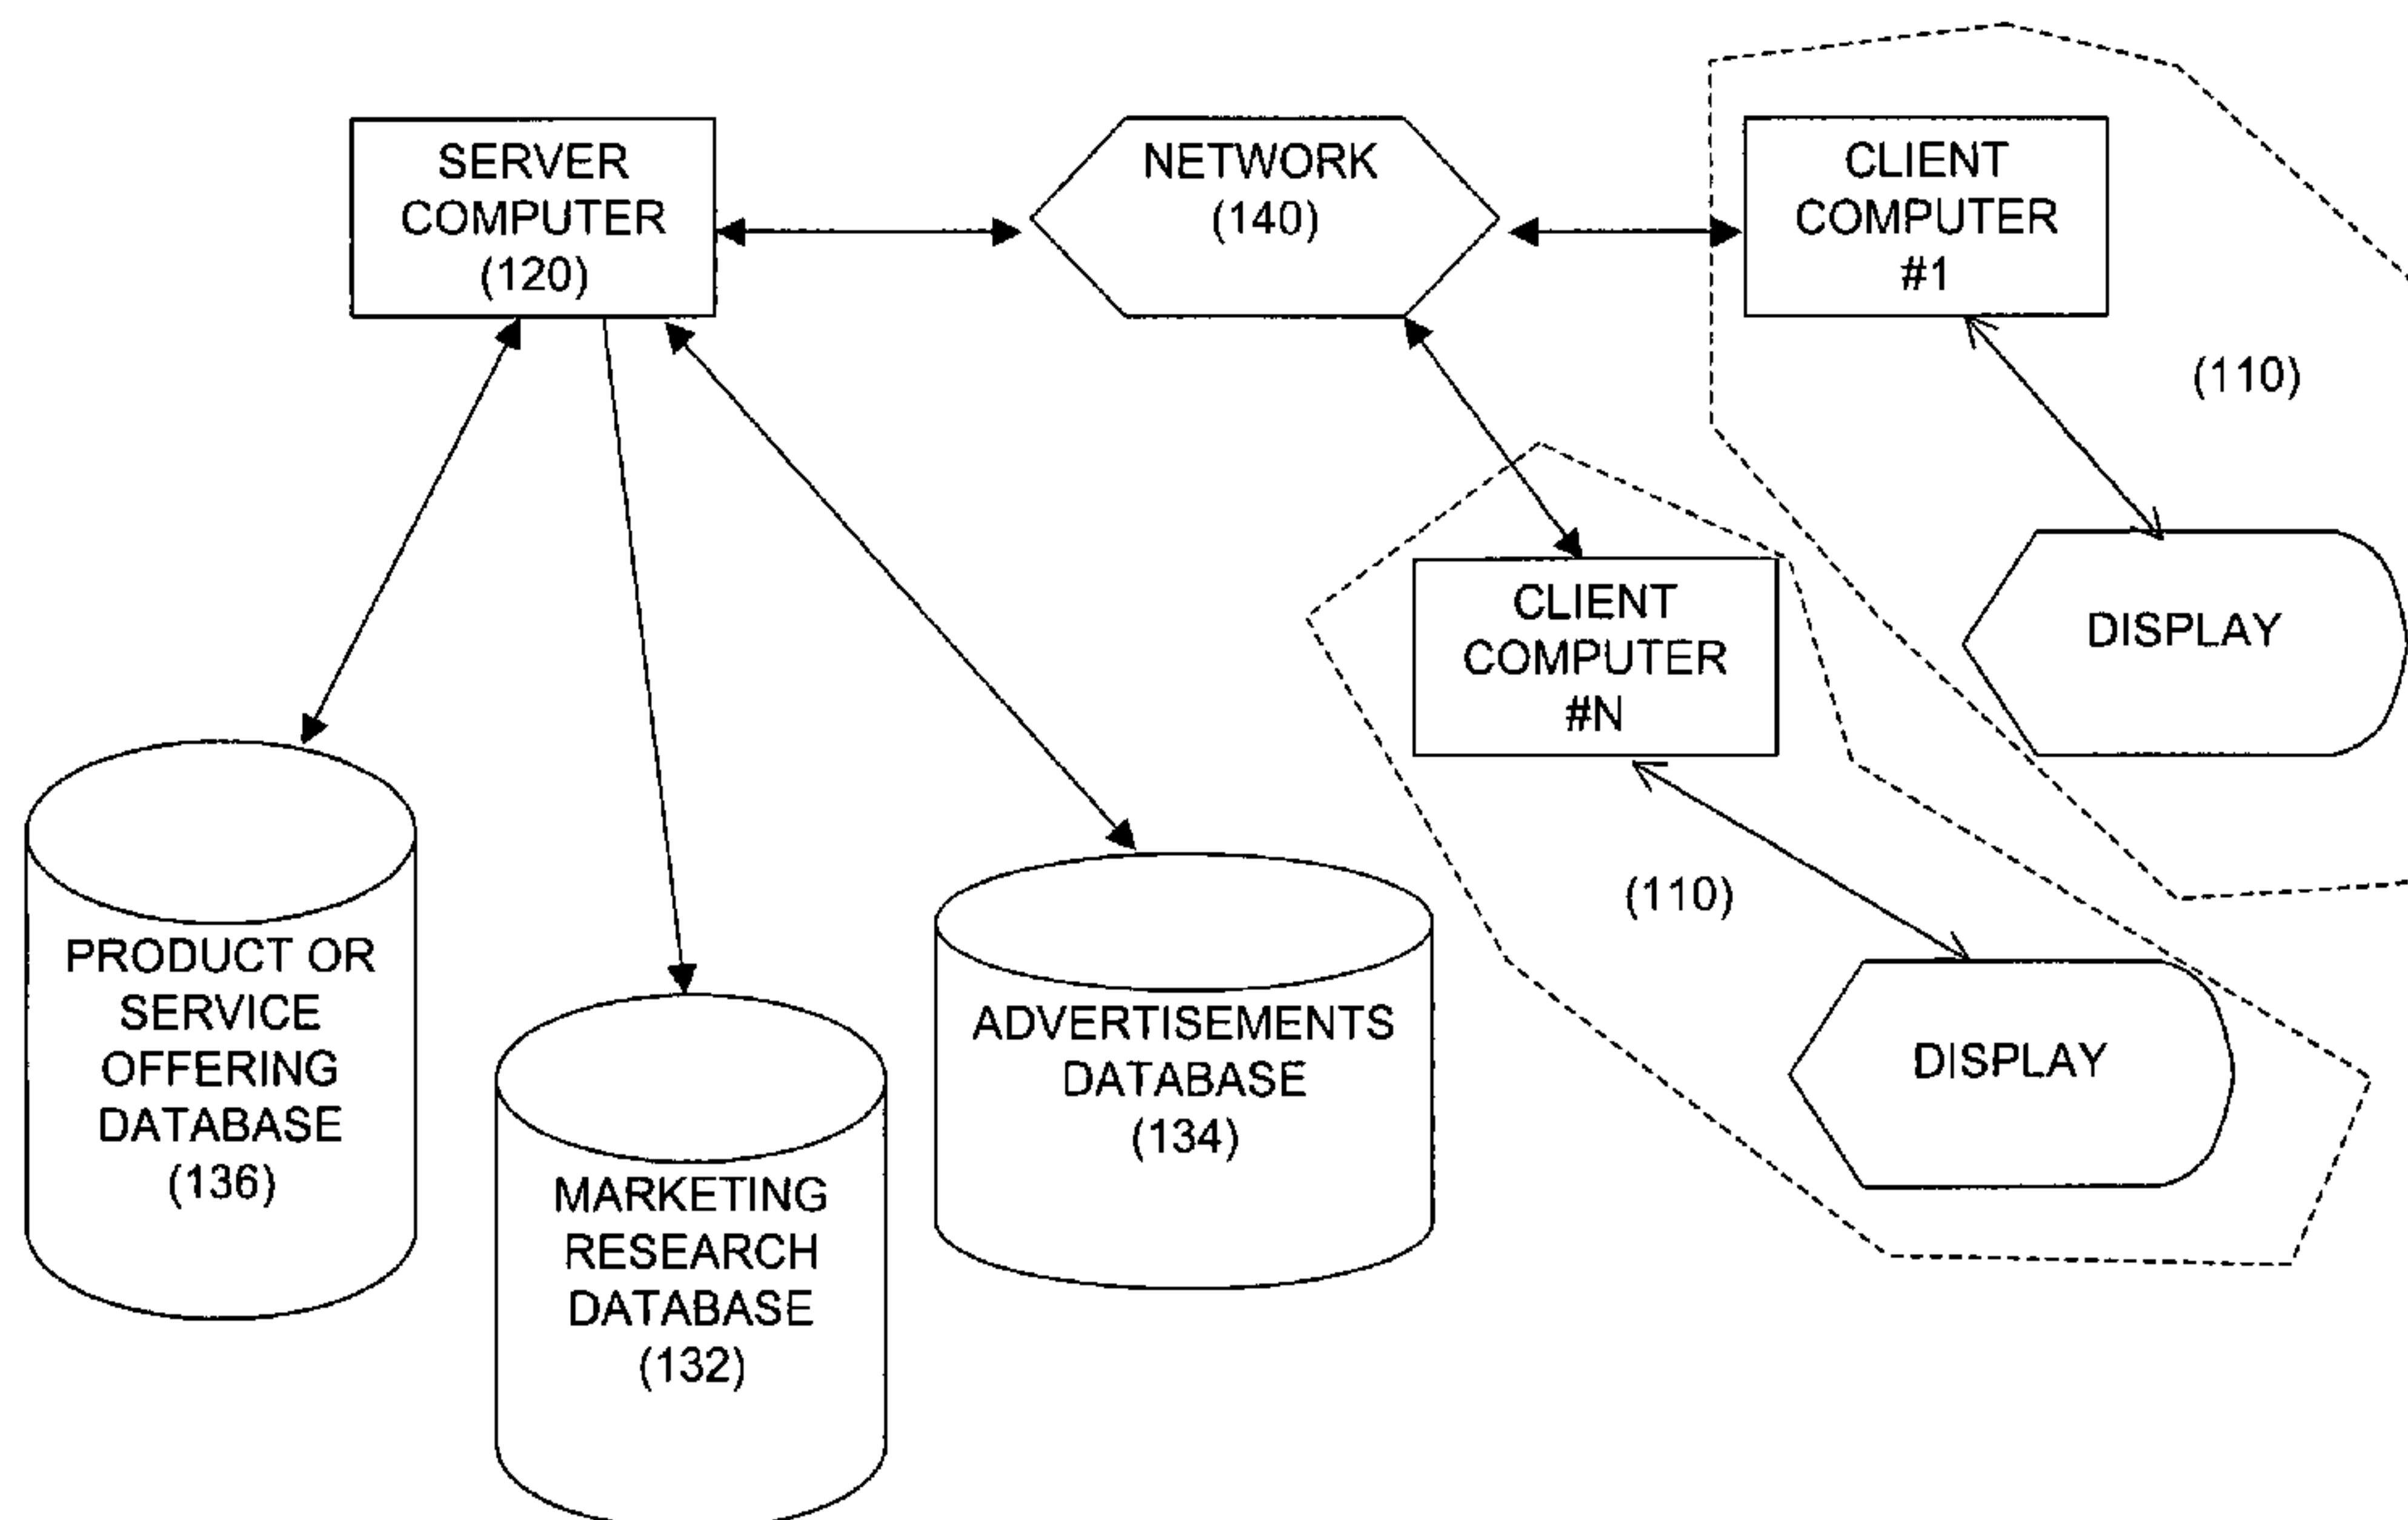 SERVER
COMPUTER
(120)
NETWORK
(140)
CLIENT
COMPUTER
#1
(110)
DISPLAY
CLIENT
COMPUTER
#N
(110)
DISPLAY
PRODUCT OR
SERVICE
OFFERING
DATABASE
(136)
MARKETING
RESEARCH
DATABASE
(132)
ADVERTISEMENTS
DATABASE
(134)